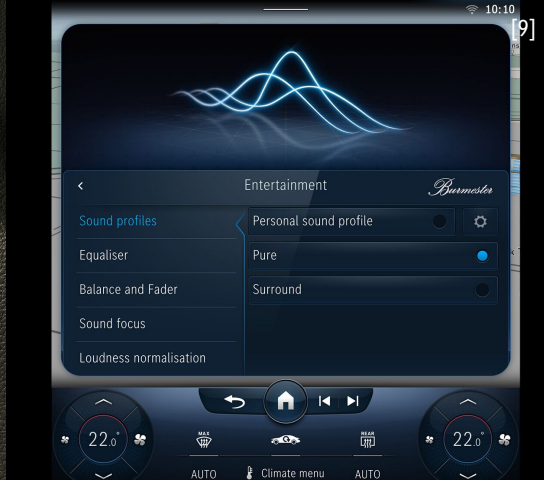 10:10
[9]
Entertainment
Burmester
Sound profiles
Personal sound profile
Equaliser
Pure
Balance and Fader
Surround
Sound focus
Loudness normalisation
22.0°
MAX
REAR
22.0°
AUTO
Climate menu
AUTO